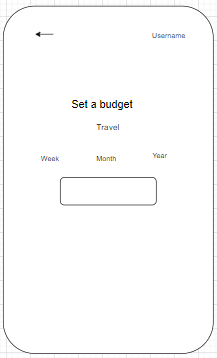 Username
Set a budget
Travel
Week Month Year